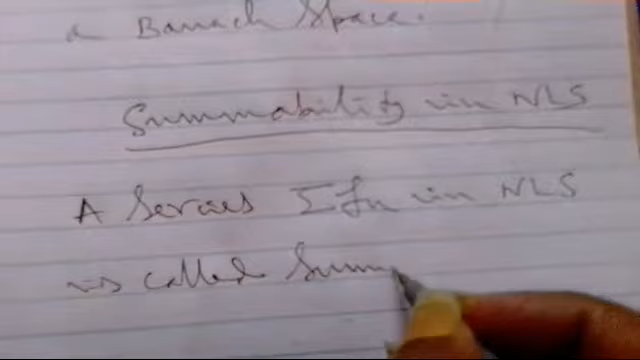 a Banach Space.
Summability in NLS
A Series Σfn in NLS
is called Summ